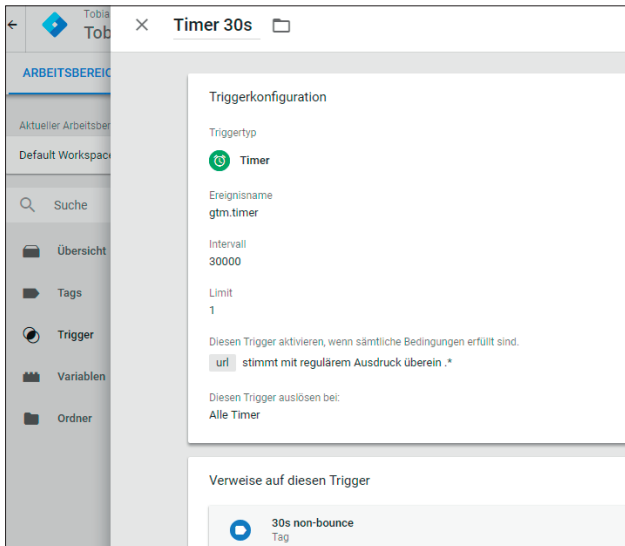 Tobia
Tob
Timer 30s
ARBEITSBEREIC
Aktueller Arbeitsber
Default Workspac
Suche
Übersicht
Tags
Trigger
Variablen
Ordner
Triggerkonfiguration
Triggertyp
Timer
Ereignisname
gtm.timer
Intervall
30000
Limit
1
Diesen Trigger aktivieren, wenn sämtliche Bedingungen erfüllt sind.
url stimmt mit regulärem Ausdruck überein .*
Diesen Trigger auslösen bei:
Alle Timer
Verweise auf diesen Trigger
30s non-bounce
Tag